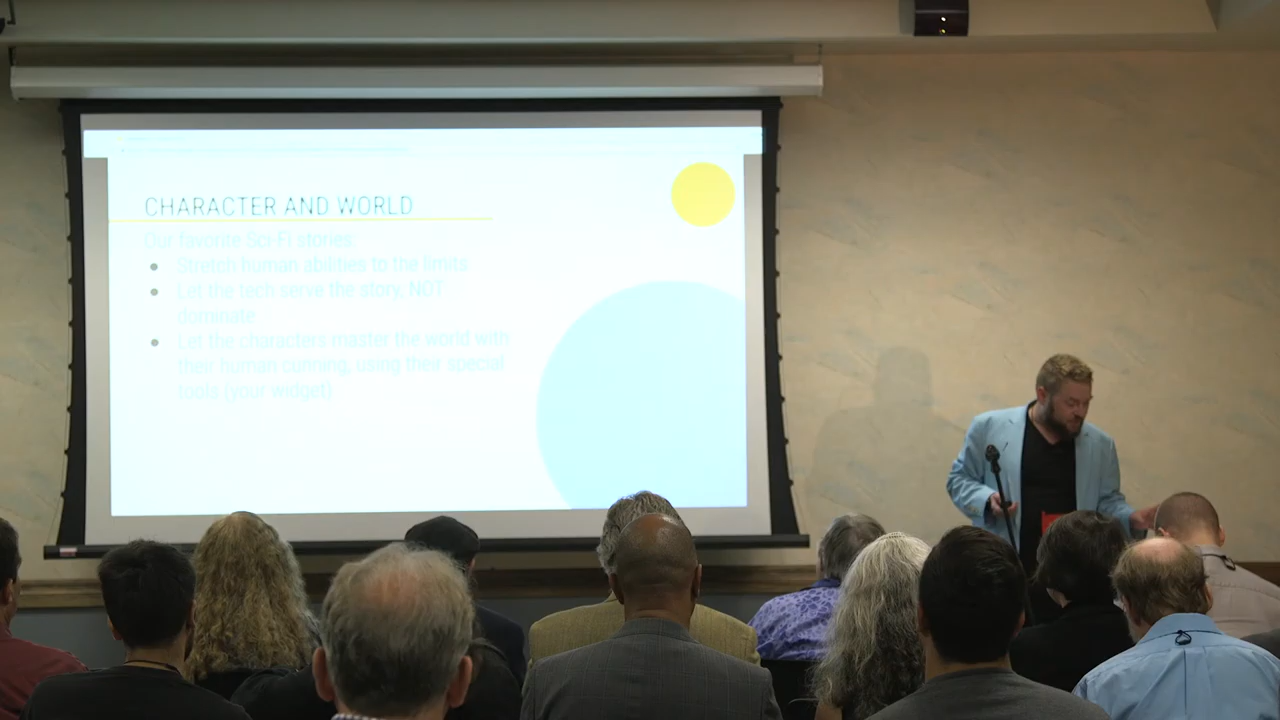 CHARACTER AND WORLD
Our favorite Sci-Fi stories:
● Stretch human abilities to the limits
● Let the tech serve the story, NOT
dominate
● Let the characters master the world with
their human cunning, using their special
tools (your widget)